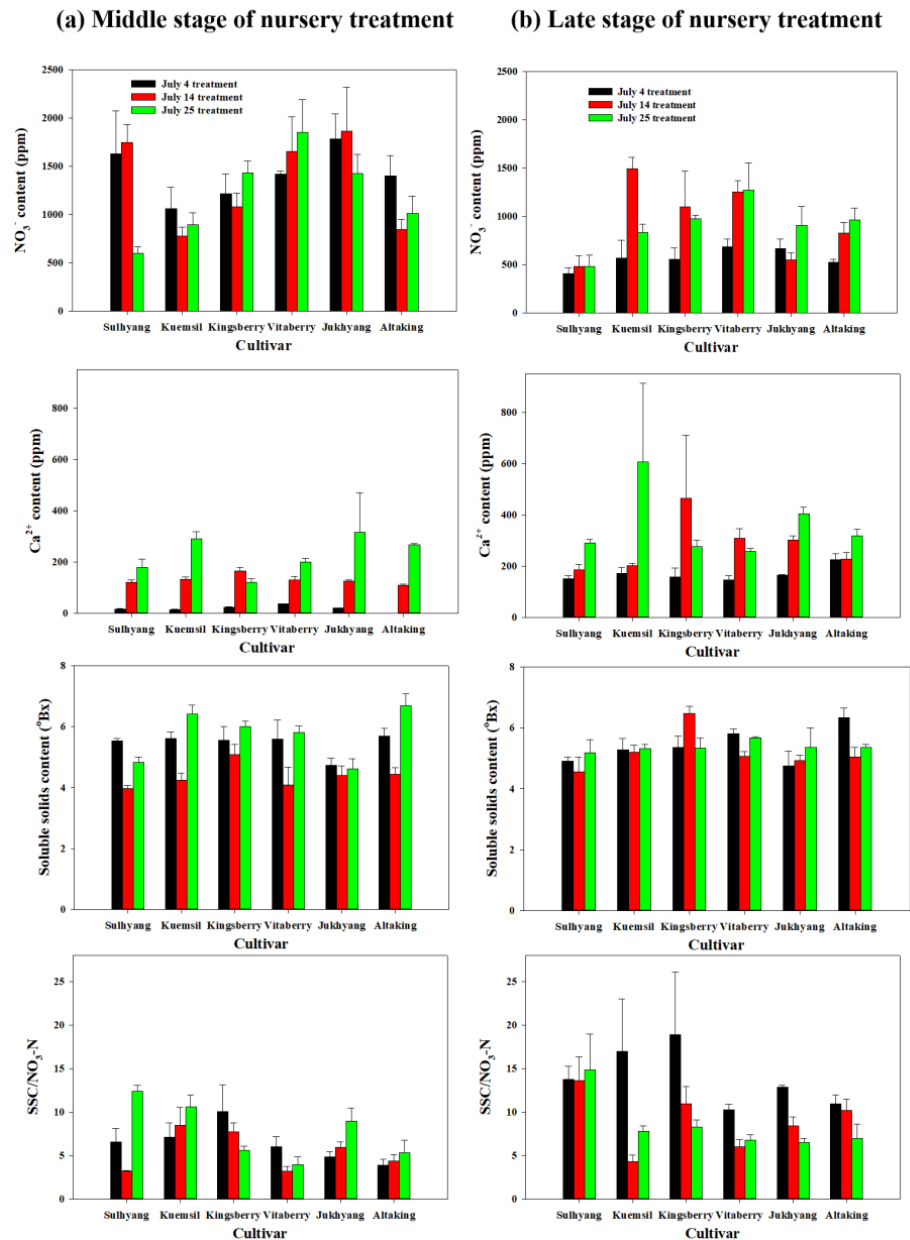 (a) Middle stage of nursery treatment
(b) Late stage of nursery treatment
2500
2000
1500
1000
500
0
NO₃⁻ content (ppm)
July 4 treatment
July 14 treatment
July 25 treatment
Sulhyang Kuemsil Kingsberry Vitaberry Jukhyang Altaking
Cultivar
2500
2000
1500
1000
500
0
NO₃⁻ content (ppm)
July 4 treatment
July 14 treatment
July 25 treatment
Sulhyang Kuemsil Kingsberry Vitaberry Jukhyang Altaking
Cultivar
800
600
400
200
0
Ca²⁺ content (ppm)
Sulhyang Kuemsil Kingsberry Vitaberry Jukhyang Altaking
Cultivar
800
600
400
200
0
Ca²⁺ content (ppm)
Sulhyang Kuemsil Kingsberry Vitaberry Jukhyang Altaking
Cultivar
8
6
4
2
0
Soluble solids content (°Bx)
Sulhyang Kuemsil Kingsberry Vitaberry Jukhyang Altaking
Cultivar
8
6
4
2
0
Soluble solids content (°Bx)
Sulhyang Kuemsil Kingsberry Vitaberry Jukhyang Altaking
Cultivar
25
20
15
10
5
0
SSC/NO₃-N
Sulhyang Kuemsil Kingsberry Vitaberry Jukhyang Altaking
Cultivar
25
20
15
10
5
0
SSC/NO₃-N
Sulhyang Kuemsil Kingsberry Vitaberry Jukhyang Altaking
Cultivar